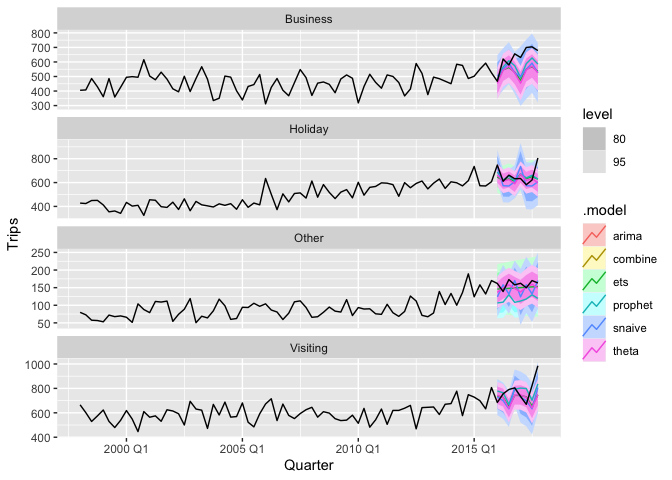 Business
800
700
600
500
400
300
Holiday
800
600
400
Other
250
200
150
100
50
Visiting
1000
800
600
400
2000 Q1
2005 Q1
2010 Q1
2015 Q1
Quarter
Trips
level
80
95
.model
arima
combine
ets
prophet
snaive
theta